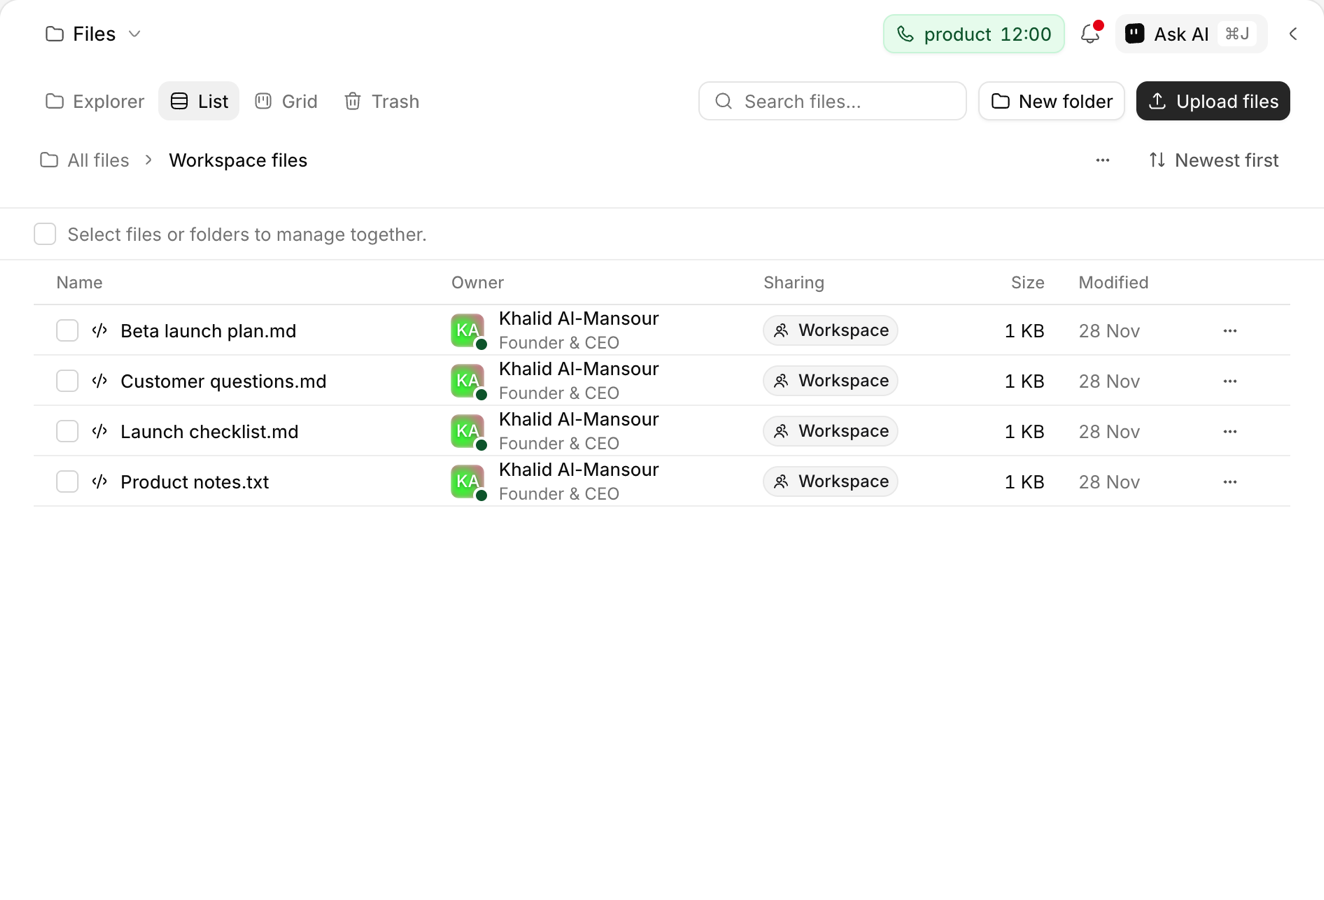 Files
product 12:00
Ask AI ⌘J
Explorer List Grid Trash
Search files...
New folder
Upload files
All files › Workspace files
Newest first
Select files or folders to manage together.
Name Owner Sharing Size Modified
Beta launch plan.md KA Khalid Al-Mansour Founder & CEO Workspace 1 KB 28 Nov
Customer questions.md KA Khalid Al-Mansour Founder & CEO Workspace 1 KB 28 Nov
Launch checklist.md KA Khalid Al-Mansour Founder & CEO Workspace 1 KB 28 Nov
Product notes.txt KA Khalid Al-Mansour Founder & CEO Workspace 1 KB 28 Nov